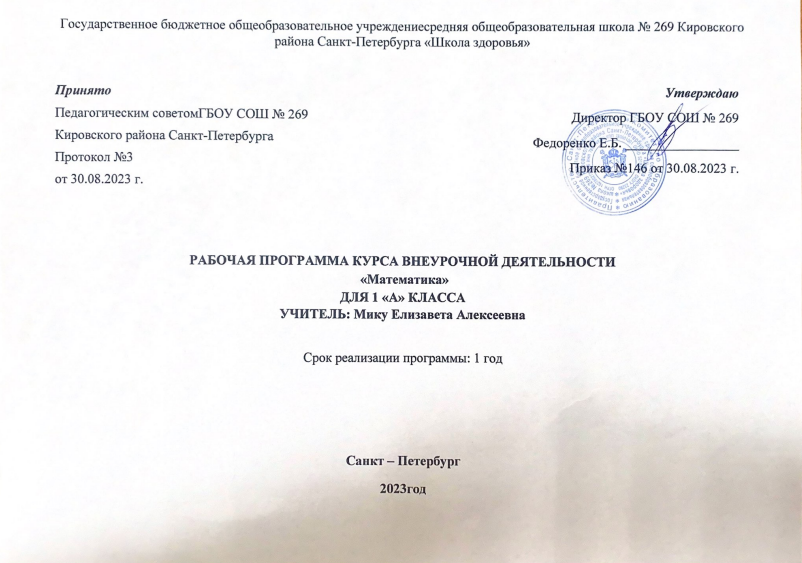 Государственное бюджетное общеобразовательное учреждениесредняя общеобразовательная школа № 269 Кировского
района Санкт-Петербурга «Школа здоровья»
Принято
Утверждаю
Педагогическим советомГБОУ СОШ № 269
Директор ГБОУ СОШ № 269
Кировского района Санкт-Петербурга
Федоренко Е.Б.
Протокол №3
Приказ №146 от 30.08.2023 г.
от 30.08.2023 г.
РАБОЧАЯ ПРОГРАММА КУРСА ВНЕУРОЧНОЙ ДЕЯТЕЛЬНОСТИ
«Математика»
ДЛЯ 1 «А» КЛАССА
УЧИТЕЛЬ: Мику Елизавета Алексеевна
Срок реализации программы: 1 год
Санкт – Петербург
2023год